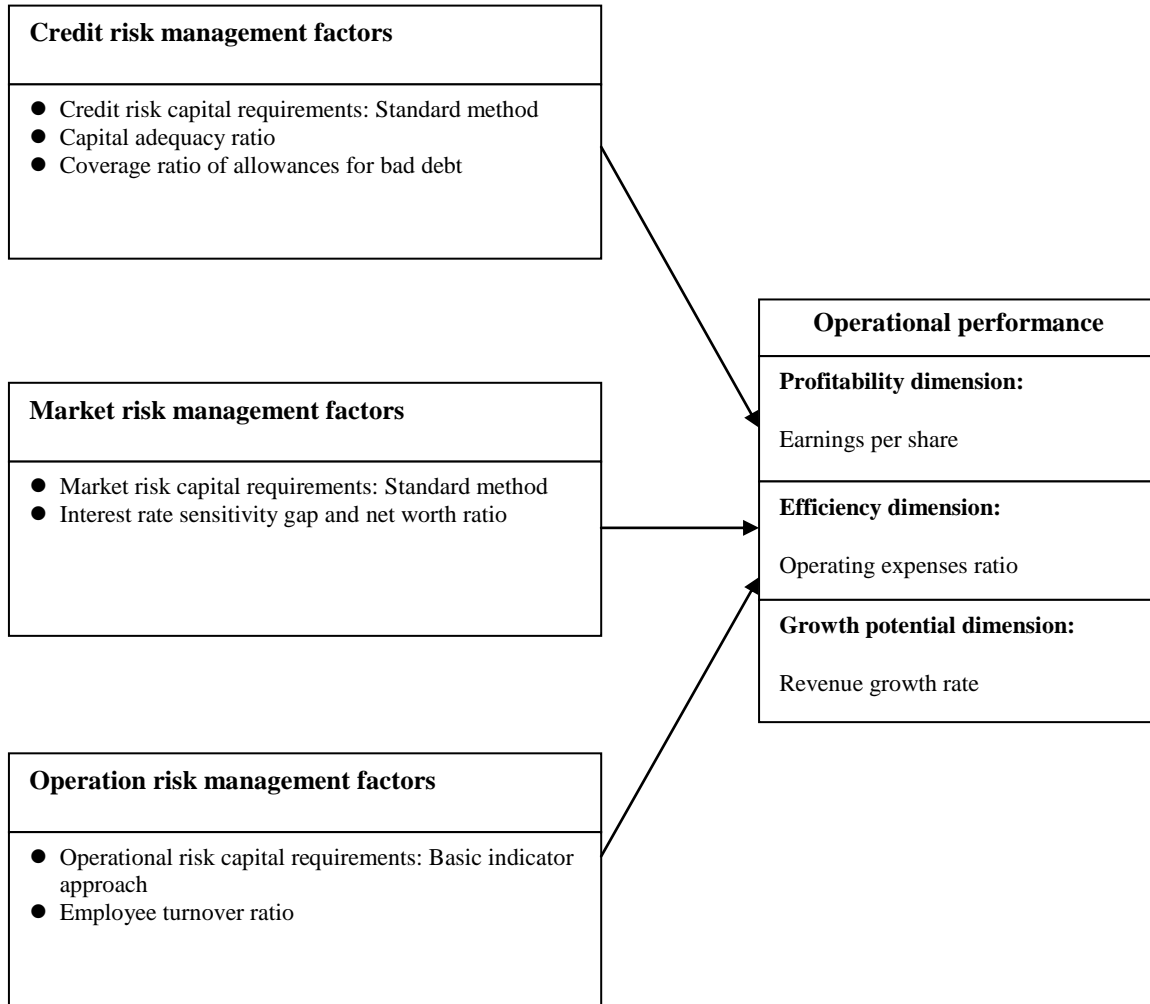 Credit risk management factors
● Credit risk capital requirements: Standard method
● Capital adequacy ratio
● Coverage ratio of allowances for bad debt
Market risk management factors
● Market risk capital requirements: Standard method
● Interest rate sensitivity gap and net worth ratio
Operation risk management factors
● Operational risk capital requirements: Basic indicator
approach
● Employee turnover ratio
Operational performance
Profitability dimension:
Earnings per share
Efficiency dimension:
Operating expenses ratio
Growth potential dimension:
Revenue growth rate